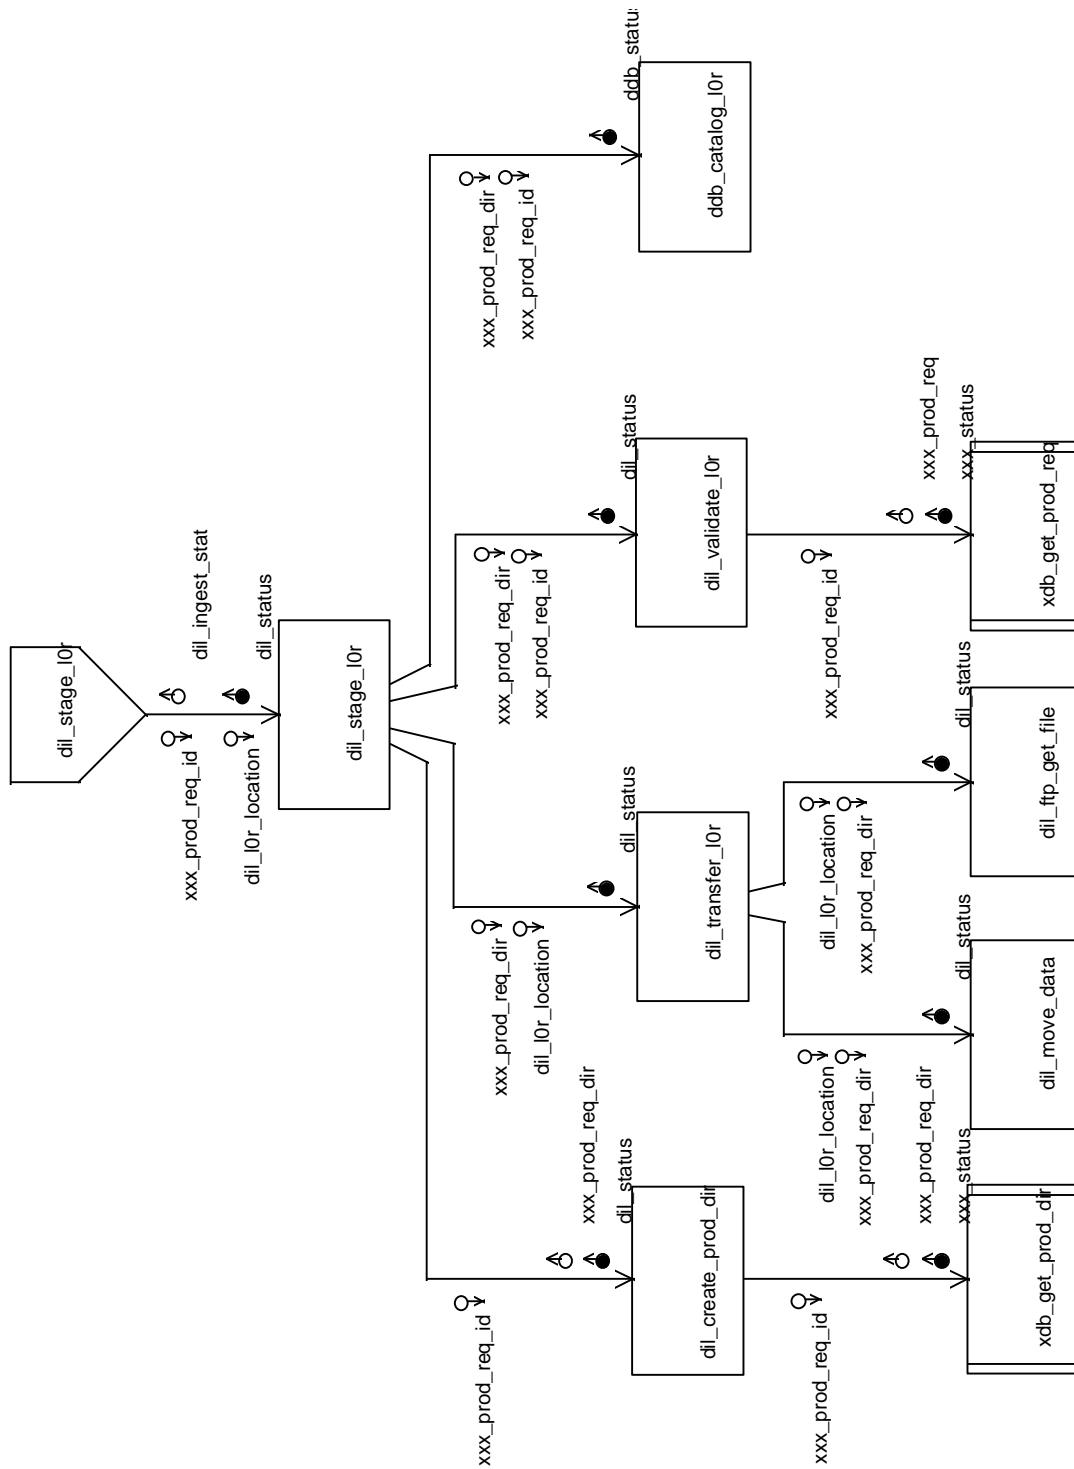 dil_stage_l0r
dil_ingest_stat
dil_status
xxx_prod_req_id
dil_l0r_location
dil_stage_l0r
xxx_prod_req_id
xxx_prod_req_dir
dil_status
dil_create_prod_dir
xxx_prod_req_dir
dil_l0r_location
dil_status
dil_transfer_l0r
xxx_prod_req_dir
xxx_prod_req_id
dil_status
dil_validate_l0r
xxx_prod_req_dir
xxx_prod_req_id
ddb_statu
ddb_catalog_l0r
xxx_prod_req_id
xxx_prod_req_dir
xxx_status
xdb_get_prod_dir
dil_l0r_location
xxx_prod_req_dir
dil_status
dil_move_data
dil_l0r_location
xxx_prod_req_dir
dil_status
dil_ftp_get_file
xxx_prod_req_id
xxx_prod_req
xxx_status
xdb_get_prod_req